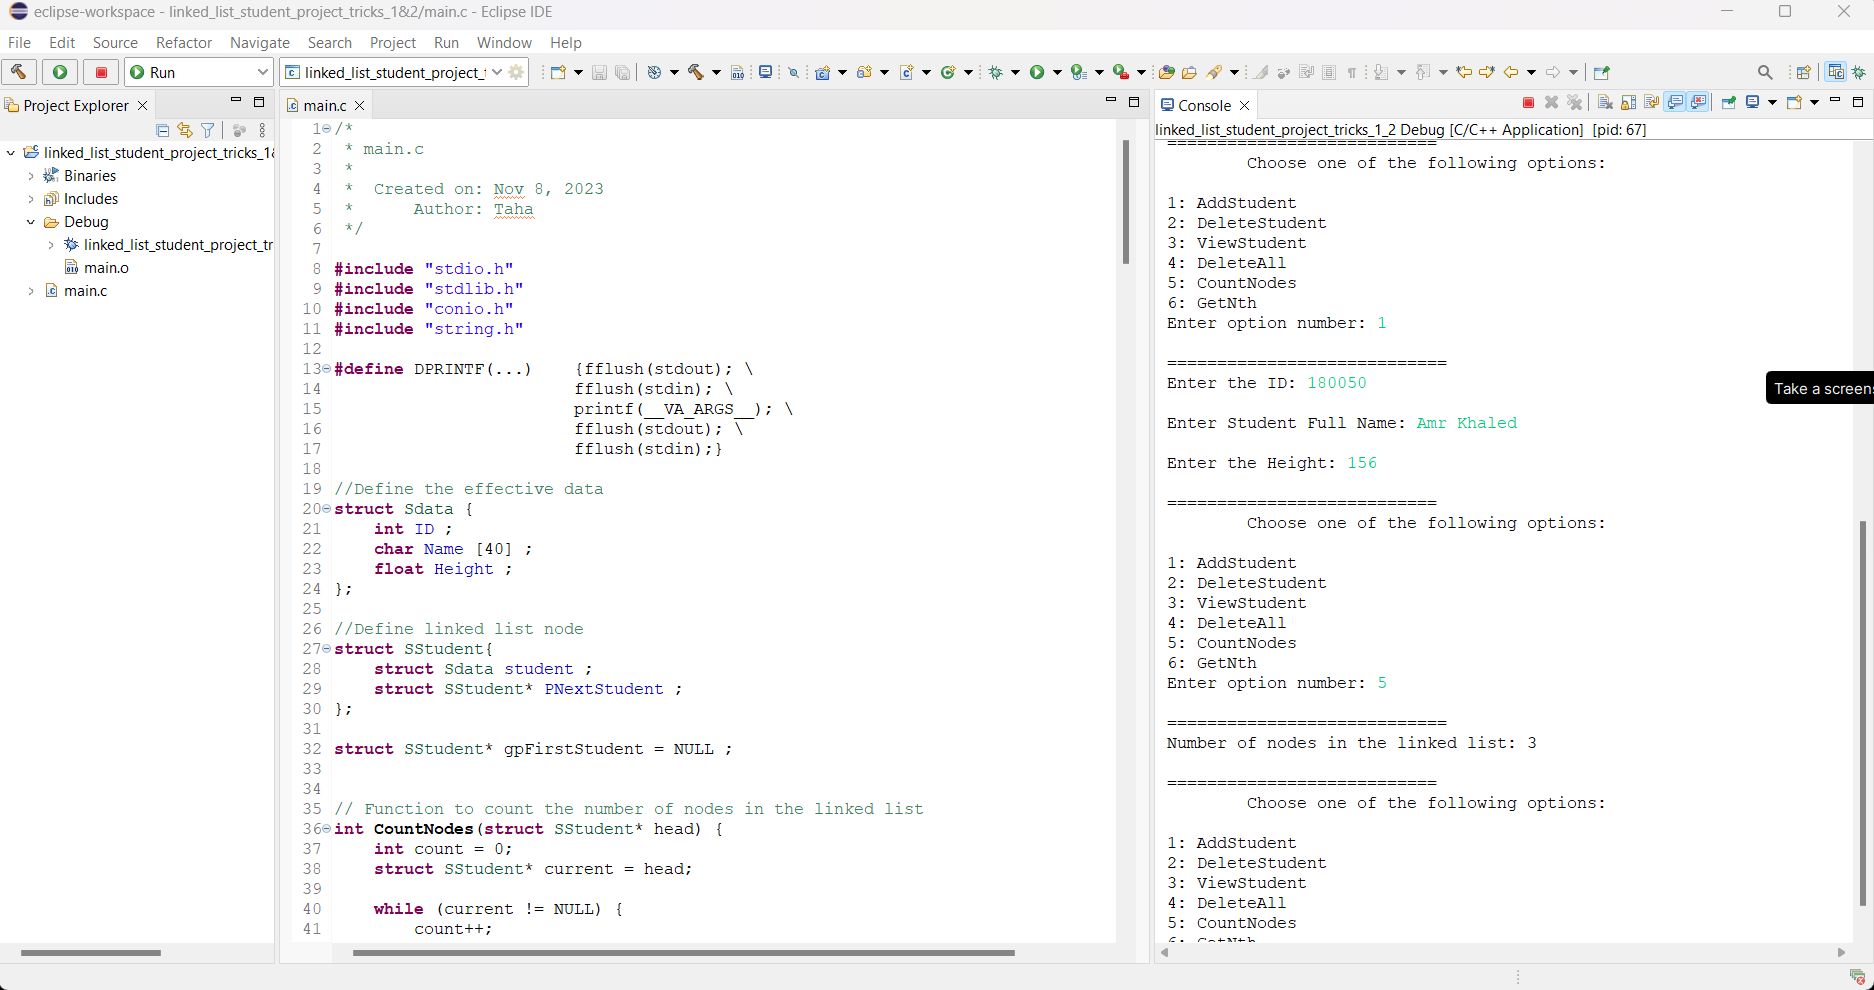 eclipse-workspace - linked_list_student_project_tricks_1&2/main.c - Eclipse IDE
File Edit Source Refactor Navigate Search Project Run Window Help
Run
linked_list_student_project_t
Project Explorer
linked_list_student_project_tricks_1&
Binaries
Includes
Debug
linked_list_student_project_tr
main.o
main.c
main.c
1 /*
2  * main.c
3  *
4  *  Created on: Nov 8, 2023
5  *      Author: Taha
6  */
7
8 #include "stdio.h"
9 #include "stdlib.h"
10 #include "conio.h"
11 #include "string.h"
12
13 #define DPRINTF(...)    {fflush(stdout); \
14                         fflush(stdin); \
15                         printf(__VA_ARGS__); \
16                         fflush(stdout); \
17                         fflush(stdin);}
18
19 //Define the effective data
20 struct Sdata {
21     int ID ;
22     char Name [40] ;
23     float Height ;
24 };
25
26 //Define linked list node
27 struct SStudent{
28     struct Sdata student ;
29     struct SStudent* PNextStudent ;
30 };
31
32 struct SStudent* gpFirstStudent = NULL ;
33
34
35 // Function to count the number of nodes in the linked list
36 int CountNodes(struct SStudent* head) {
37     int count = 0;
38     struct SStudent* current = head;
39
40     while (current != NULL) {
41         count++;
Console
linked_list_student_project_tricks_1_2 Debug [C/C++ Application] [pid: 67]
===========================
Choose one of the following options:
1: AddStudent
2: DeleteStudent
3: ViewStudent
4: DeleteAll
5: CountNodes
6: GetNth
Enter option number: 1
============================
Enter the ID: 180050
Enter Student Full Name: Amr Khaled
Enter the Height: 156
===========================
Choose one of the following options:
1: AddStudent
2: DeleteStudent
3: ViewStudent
4: DeleteAll
5: CountNodes
6: GetNth
Enter option number: 5
============================
Number of nodes in the linked list: 3
===========================
Choose one of the following options:
1: AddStudent
2: DeleteStudent
3: ViewStudent
4: DeleteAll
5: CountNodes
6: GetNth
Take a screens